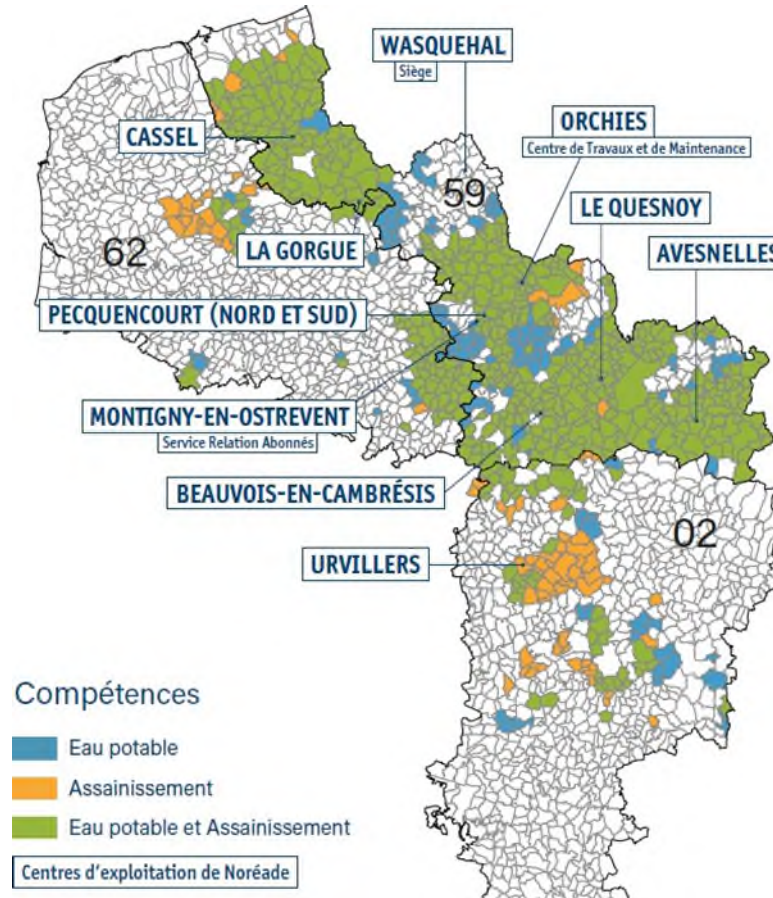 WASQUEHAL
Siège
CASSEL
ORCHIES
Centre de Travaux et de Maintenance
59
LE QUESNOY
62
LA GORGUE
AVESNELLES
PECQUENCOURT (NORD ET SUD)
MONTIGNY-EN-OSTREVENT
Service Relation Abonnés
BEAUVOIS-EN-CAMBRÉSIS
02
URVILLERS
Compétences
Eau potable
Assainissement
Eau potable et Assainissement
Centres d'exploitation de Noréade